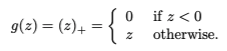 g(z) = (z)₊ = { 0 if z < 0
z otherwise.